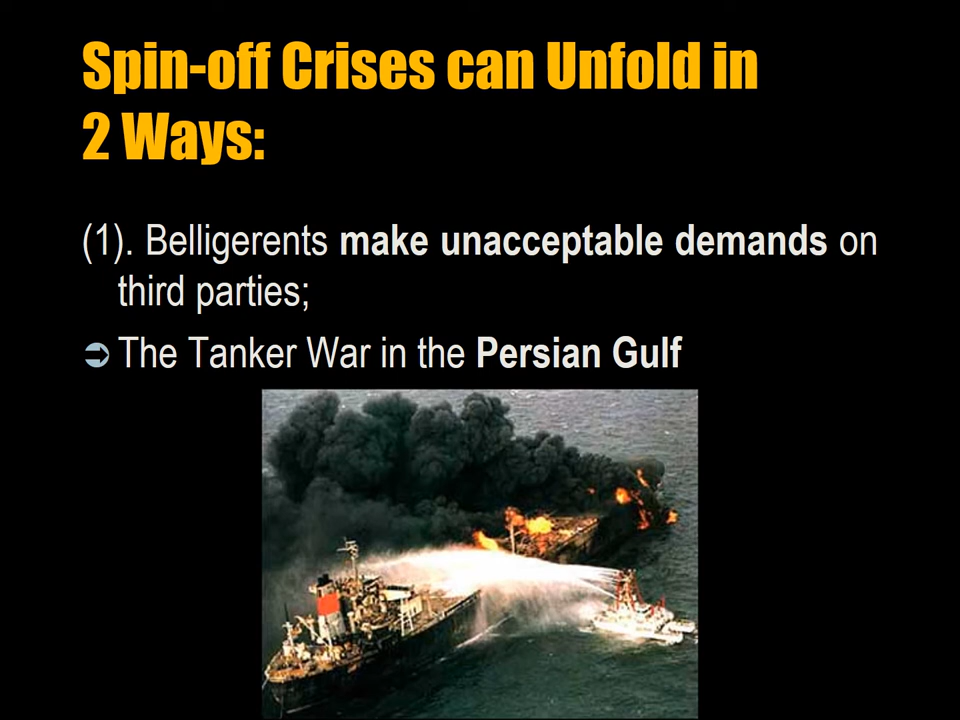 Spin-off Crises can Unfold in
2 Ways:
(1). Belligerents make unacceptable demands on
third parties;
➲ The Tanker War in the Persian Gulf